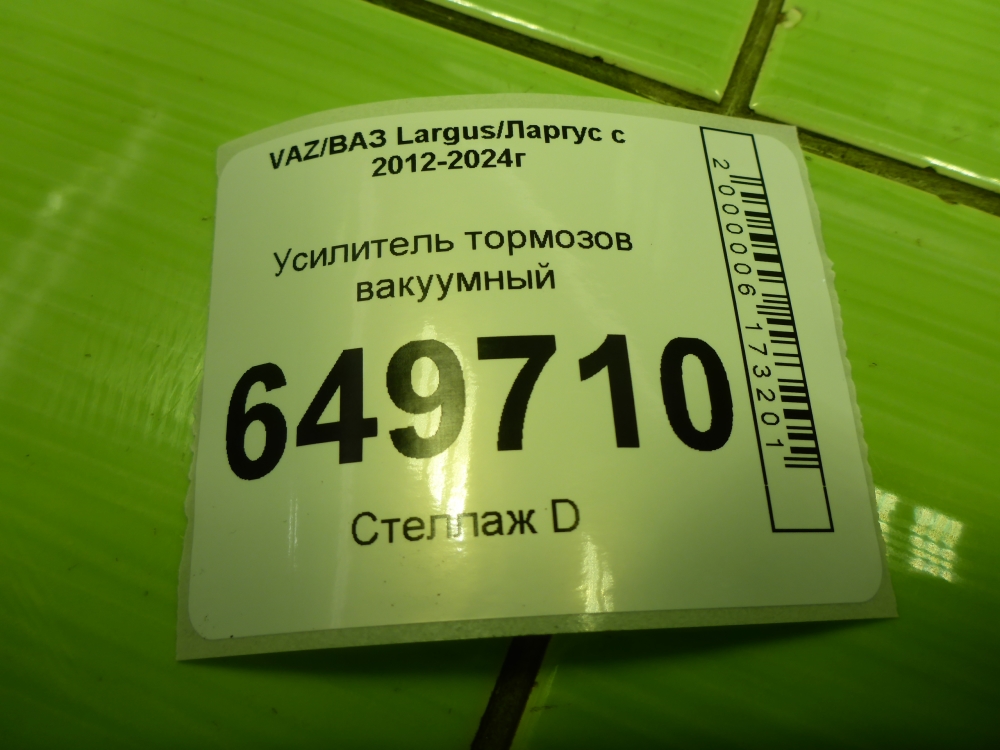 VAZ/ВАЗ Largus/Ларгус с
2012-2024г
Усилитель тормозов
вакуумный
649710
Стеллаж D
2000006173201